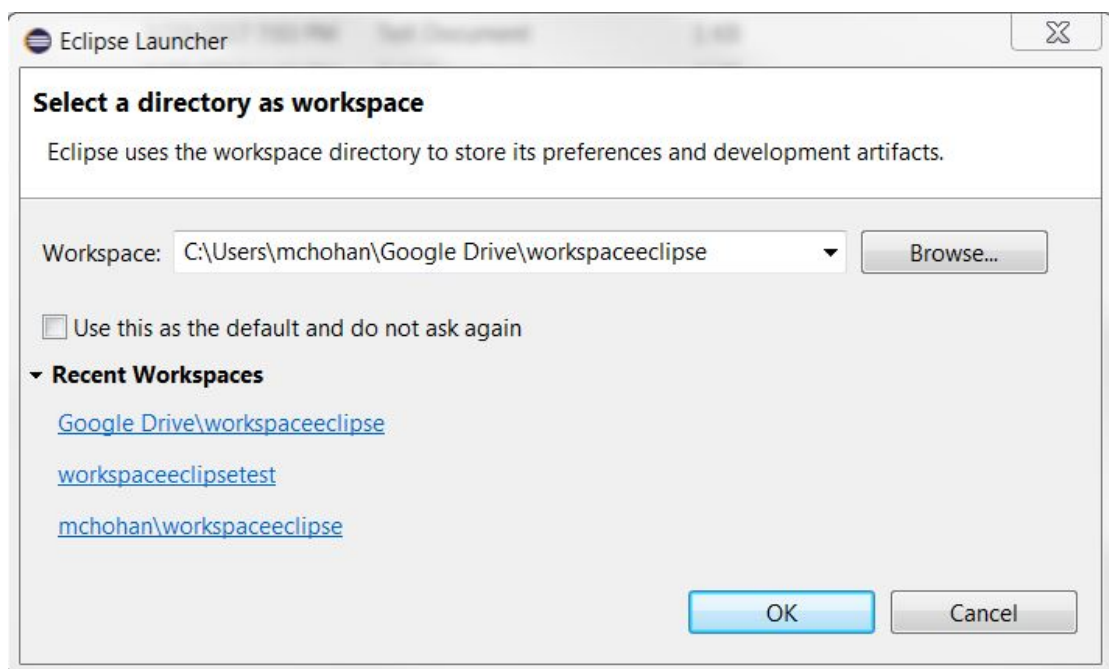 Eclipse Launcher
Select a directory as workspace
Eclipse uses the workspace directory to store its preferences and development artifacts.
Workspace: C:\Users\mchohan\Google Drive\workspaceeclipse Browse...
Use this as the default and do not ask again
Recent Workspaces
Google Drive\workspaceeclipse
workspaceeclipsetest
mchohan\workspaceeclipse
OK Cancel